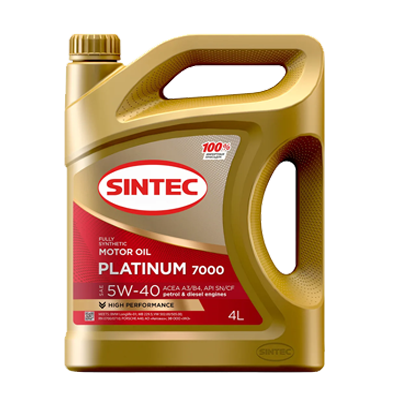 100%
SINTEC
FULLY
SYNTHETIC
MOTOR OIL
PLATINUM 7000
SAE 5W-40 ACEA A3/B4, API SN/CF
petrol & diesel engines
HIGH PERFORMANCE
4L
SINTEC